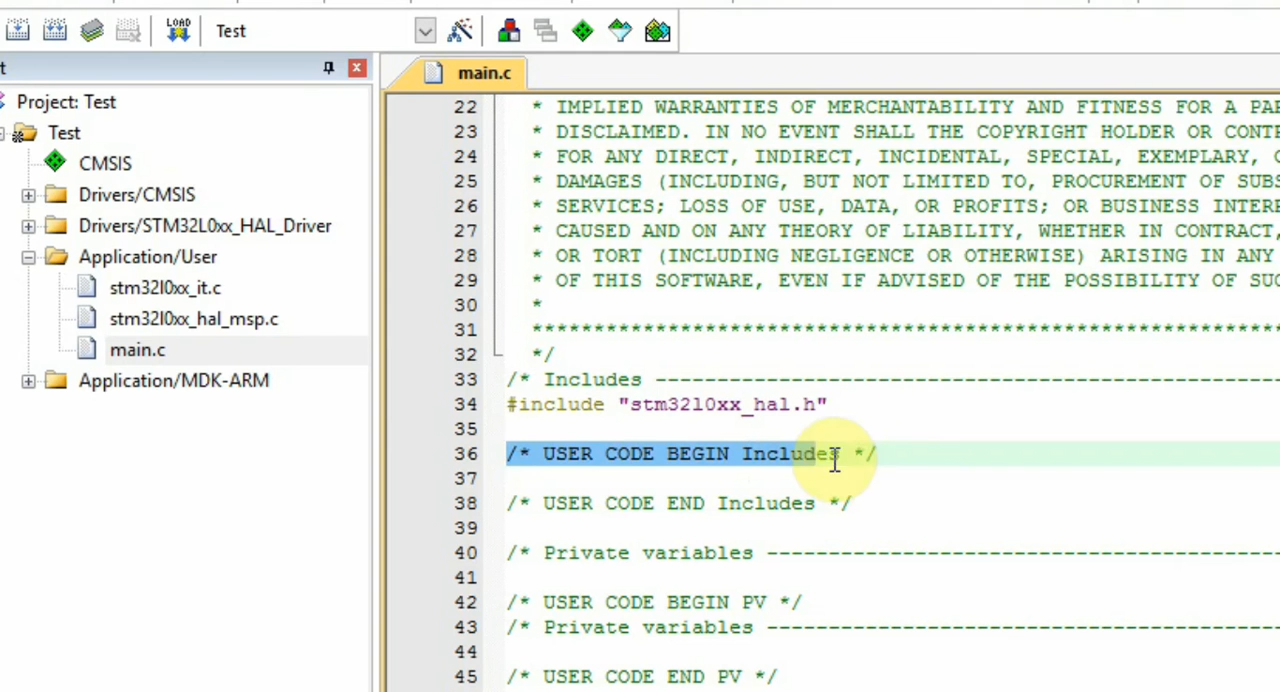 LOAD
Test
t
Project: Test
Test
CMSIS
Drivers/CMSIS
Drivers/STM32L0xx_HAL_Driver
Application/User
stm32l0xx_it.c
stm32l0xx_hal_msp.c
main.c
Application/MDK-ARM
main.c
22 * IMPLIED WARRANTIES OF MERCHANTABILITY AND FITNESS FOR A PAR
23 * DISCLAIMED. IN NO EVENT SHALL THE COPYRIGHT HOLDER OR CONTR
24 * FOR ANY DIRECT, INDIRECT, INCIDENTAL, SPECIAL, EXEMPLARY,
25 * DAMAGES (INCLUDING, BUT NOT LIMITED TO, PROCUREMENT OF SUBS
26 * SERVICES; LOSS OF USE, DATA, OR PROFITS; OR BUSINESS INTER
27 * CAUSED AND ON ANY THEORY OF LIABILITY, WHETHER IN CONTRACT,
28 * OR TORT (INCLUDING NEGLIGENCE OR OTHERWISE) ARISING IN ANY
29 * OF THIS SOFTWARE, EVEN IF ADVISED OF THE POSSIBILITY OF SUC
30 *
31 **************************************************************
32 */
33 /* Includes ---------------------------------------------------
34 #include "stm32l0xx_hal.h"
35
36 /* USER CODE BEGIN Includes */
37
38 /* USER CODE END Includes */
39
40 /* Private variables ------------------------------------------
41
42 /* USER CODE BEGIN PV */
43 /* Private variables ------------------------------------------
44
45 /* USER CODE END PV */